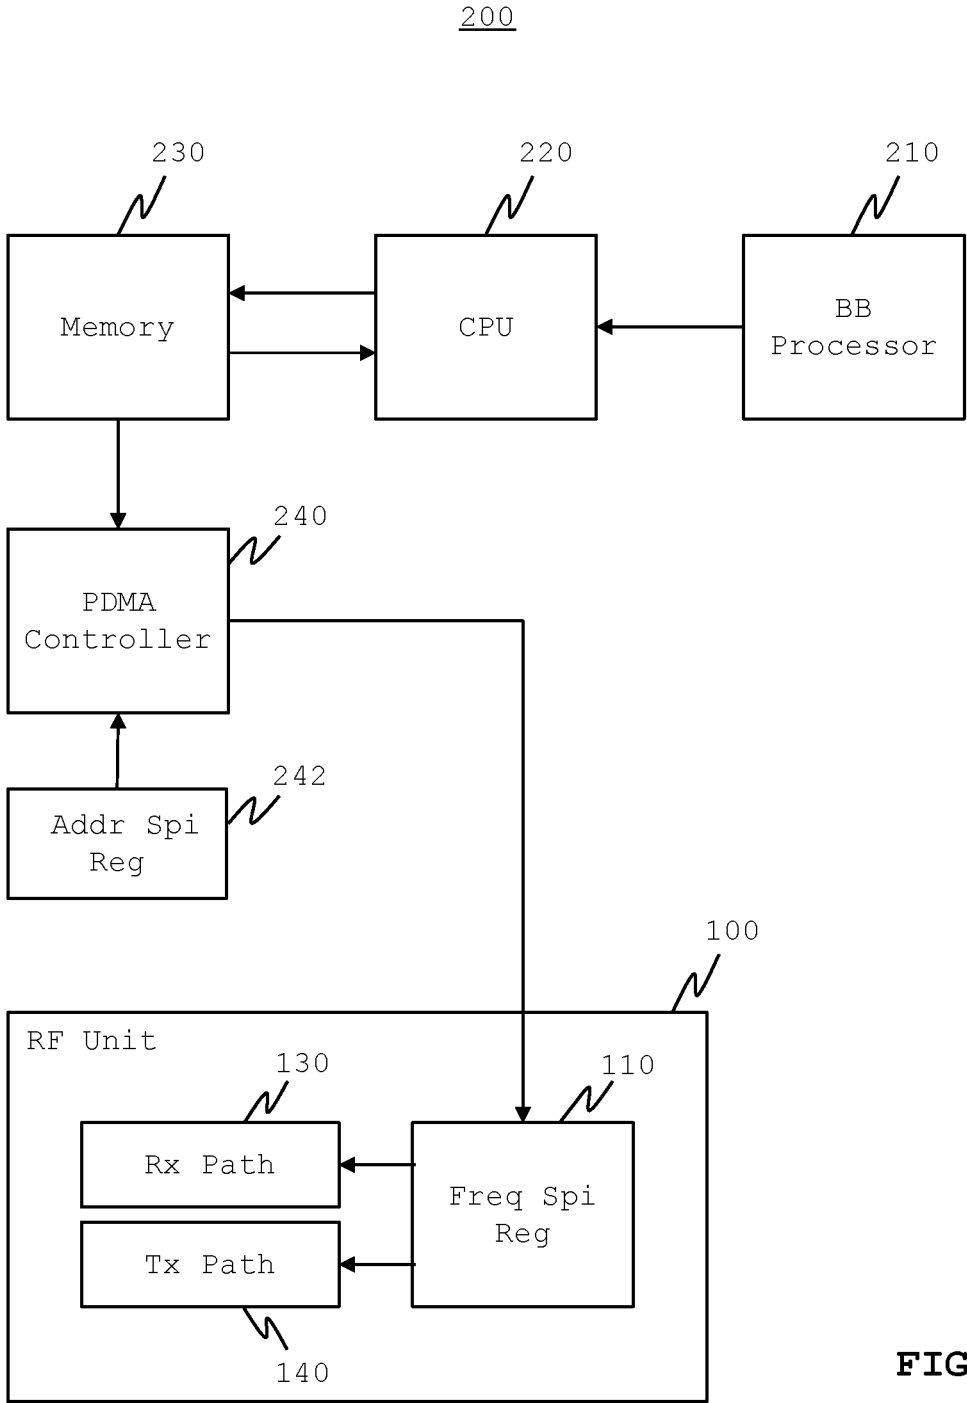 200
230
220
210
Memory
CPU
BB
Processor
240
PDMA
Controller
242
Addr Spi
Reg
100
RF Unit
130
110
Rx Path
Freq Spi
Reg
Tx Path
140
FIG